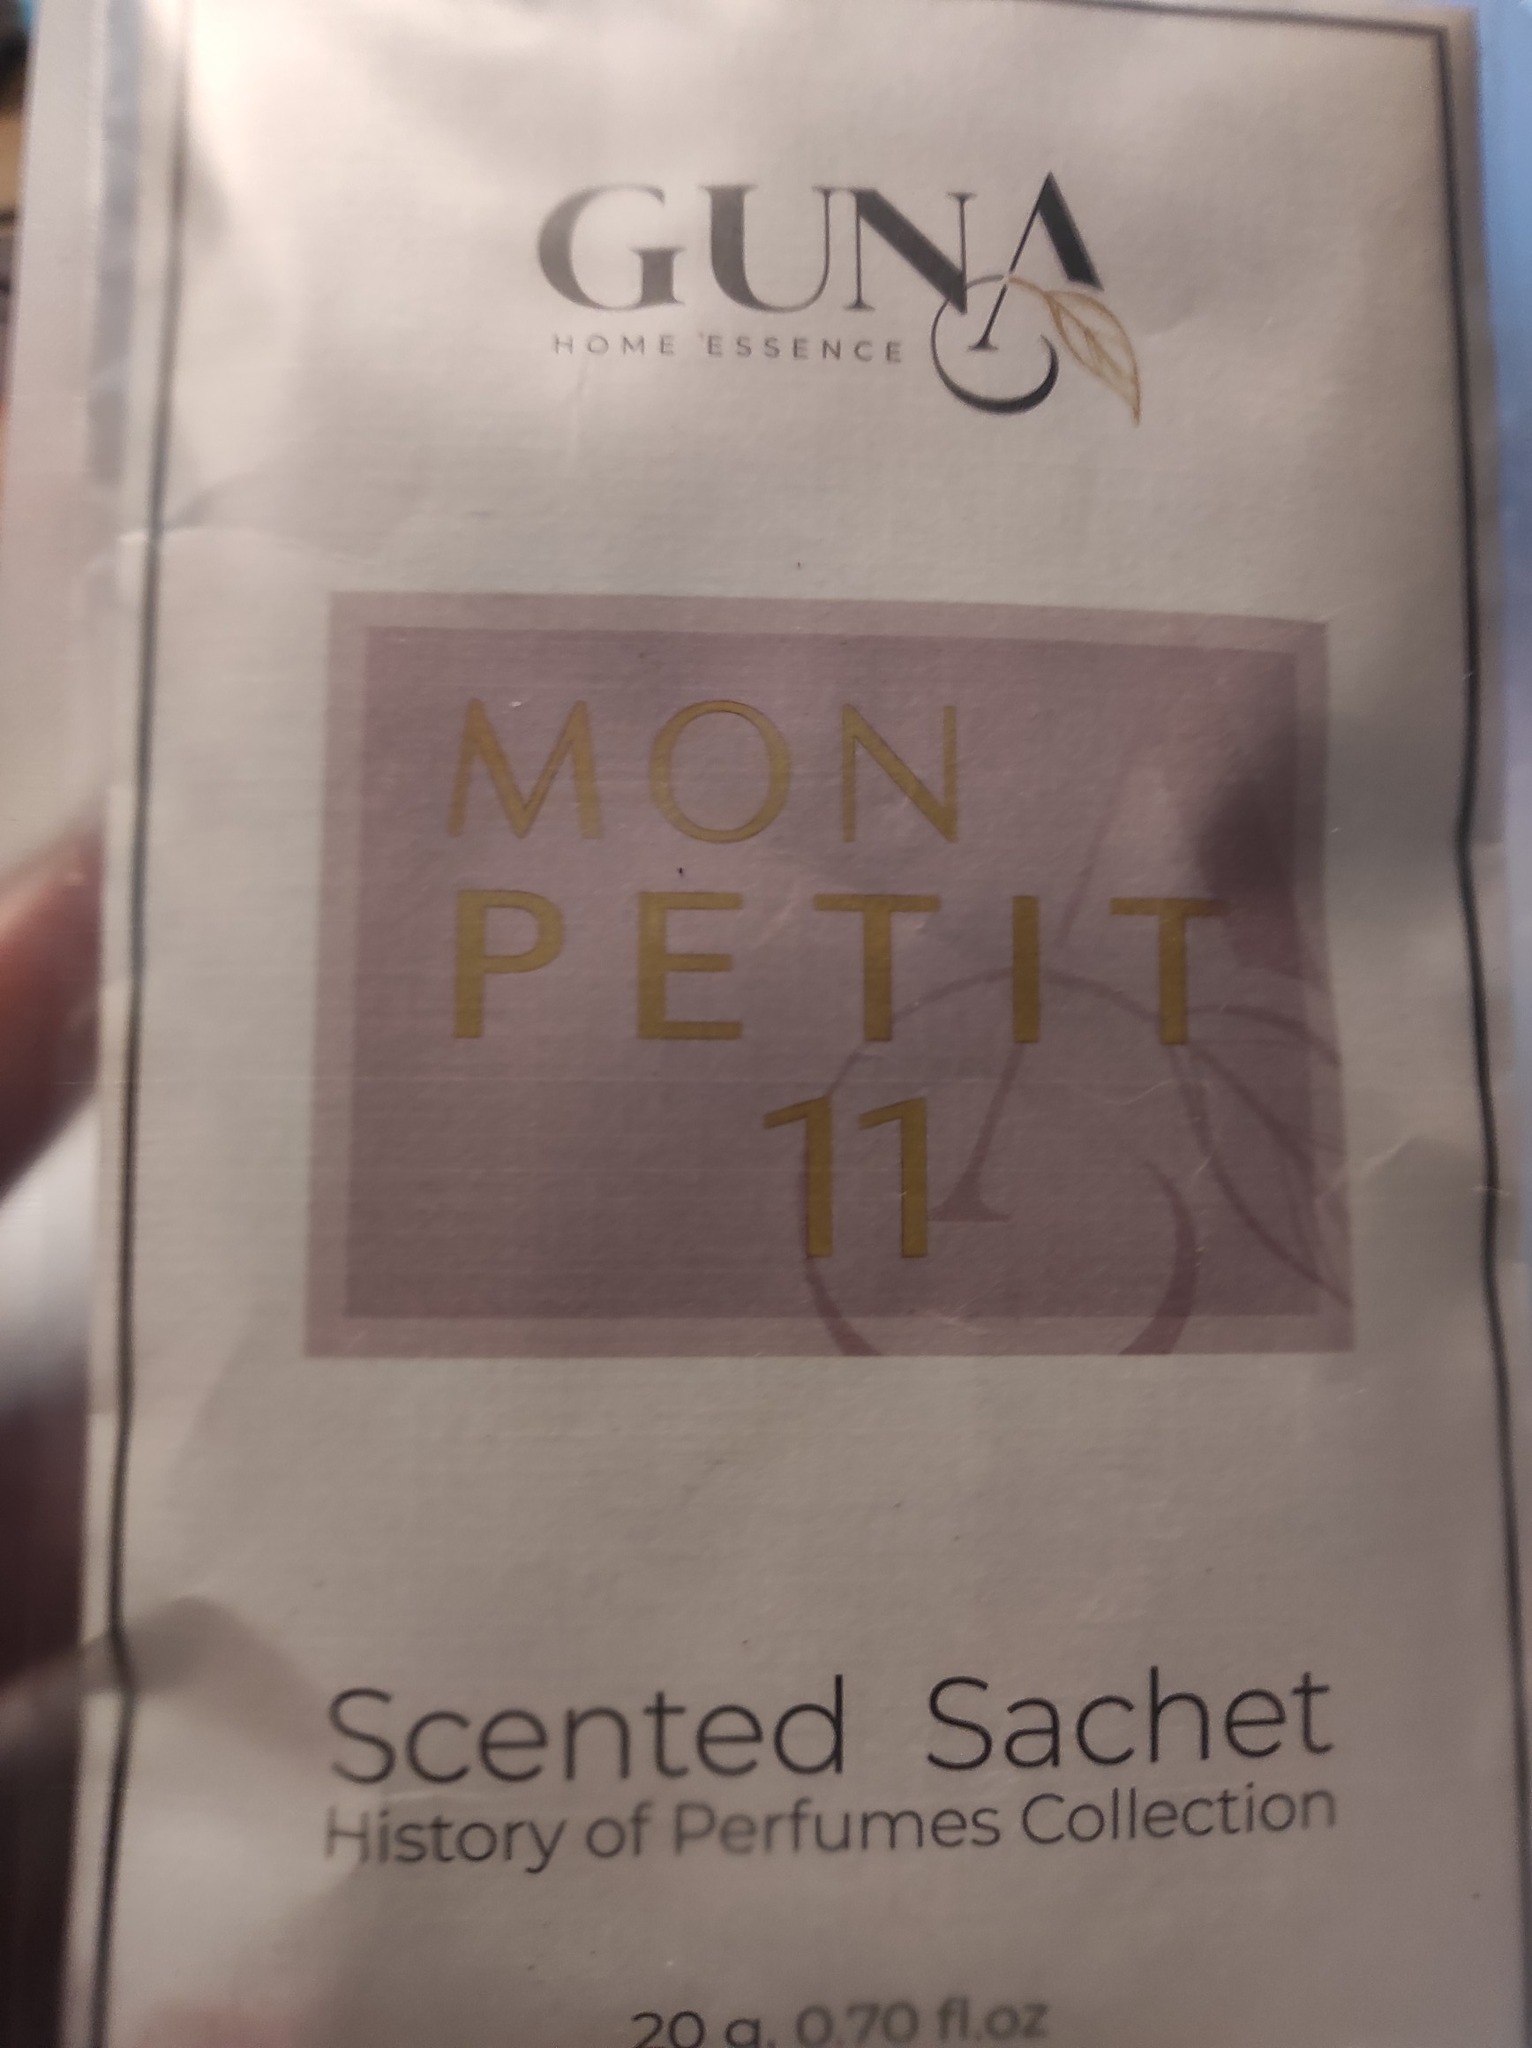 GUNA
HOME 'ESSENCE
MON
PETIT
11
Scented Sachet
History of Perfumes Collection
20 g. 0.70 fl.oz